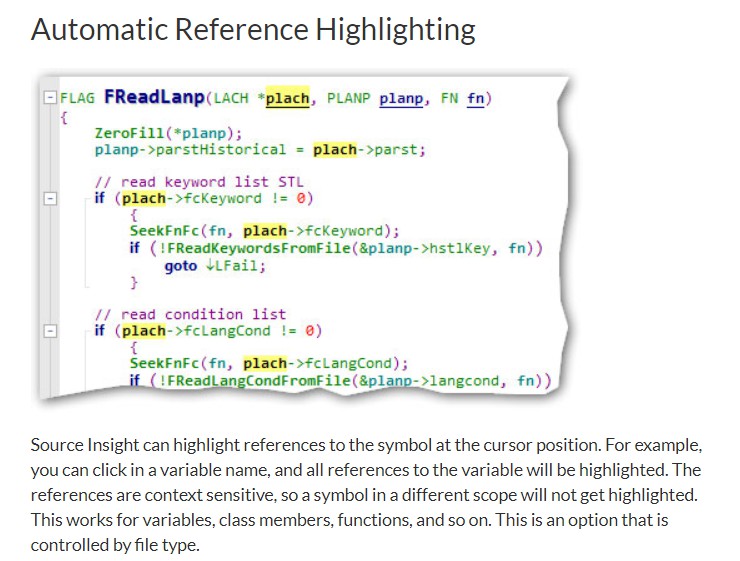 Automatic Reference Highlighting
FLAG FReadLanp(LACH *plach, PLANP planp, FN fn)
{
ZeroFill(*planp);
planp->parstHistorical = plach->parst;
// read keyword list STL
if (plach->fcKeyword != 0)
{
SeekFnFc(fn, plach->fcKeyword);
if (!FReadKeywordsFromFile(&planp->hstlKey, fn))
goto ↓LFail;
}
// read condition list
if (plach->fcLangCond != 0)
{
SeekFnFc(fn, plach->fcLangCond);
if (!FReadLangCondFromFile(&planp->langcond, fn))
Source Insight can highlight references to the symbol at the cursor position. For example,
you can click in a variable name, and all references to the variable will be highlighted. The
references are context sensitive, so a symbol in a different scope will not get highlighted.
This works for variables, class members, functions, and so on. This is an option that is
controlled by file type.